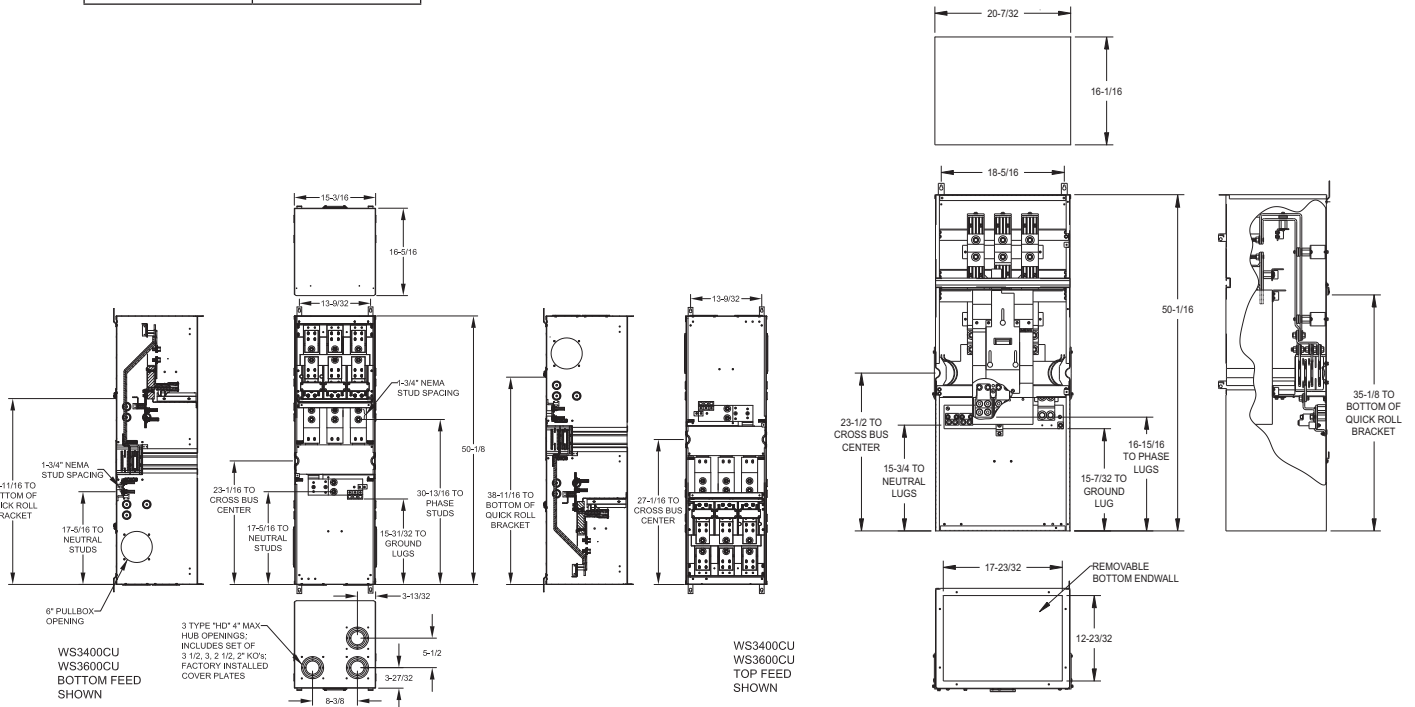 20-7/32
16-1/16
15-3/16
16-5/16
13-9/32
1-3/4" NEMA
STUD SPACING
50-1/8
1-3/4" NEMA
STUD SPACING
-11/16 TO
TTOM OF
ICK ROLL
RACKET
17-5/16 TO
NEUTRAL
STUDS
6" PULLBOX
OPENING
23-1/16 TO
CROSS BUS
CENTER
17-5/16 TO
NEUTRAL
STUDS
30-13/16 TO
PHASE
STUDS
15-31/32 TO
GROUND
LUGS
3-13/32
3 TYPE "HD" 4" MAX
HUB OPENINGS;
INCLUDES SET OF
3 1/2, 3, 2 1/2, 2" KO's;
FACTORY INSTALLED
COVER PLATES
5-1/2
3-27/32
8-3/8
WS3400CU
WS3600CU
BOTTOM FEED
SHOWN
38-11/16 TO
BOTTOM OF
QUICK ROLL
BRACKET
13-9/32
27-1/16 TO
CROSS BUS
CENTER
WS3400CU
WS3600CU
TOP FEED
SHOWN
18-5/16
50-1/16
23-1/2 TO
CROSS BUS
CENTER
15-3/4 TO
NEUTRAL
LUGS
16-15/16
TO PHASE
LUGS
15-7/32 TO
GROUND
LUG
35-1/8 TO
BOTTOM OF
QUICK ROLL
BRACKET
17-23/32
REMOVABLE
BOTTOM ENDWALL
12-23/32